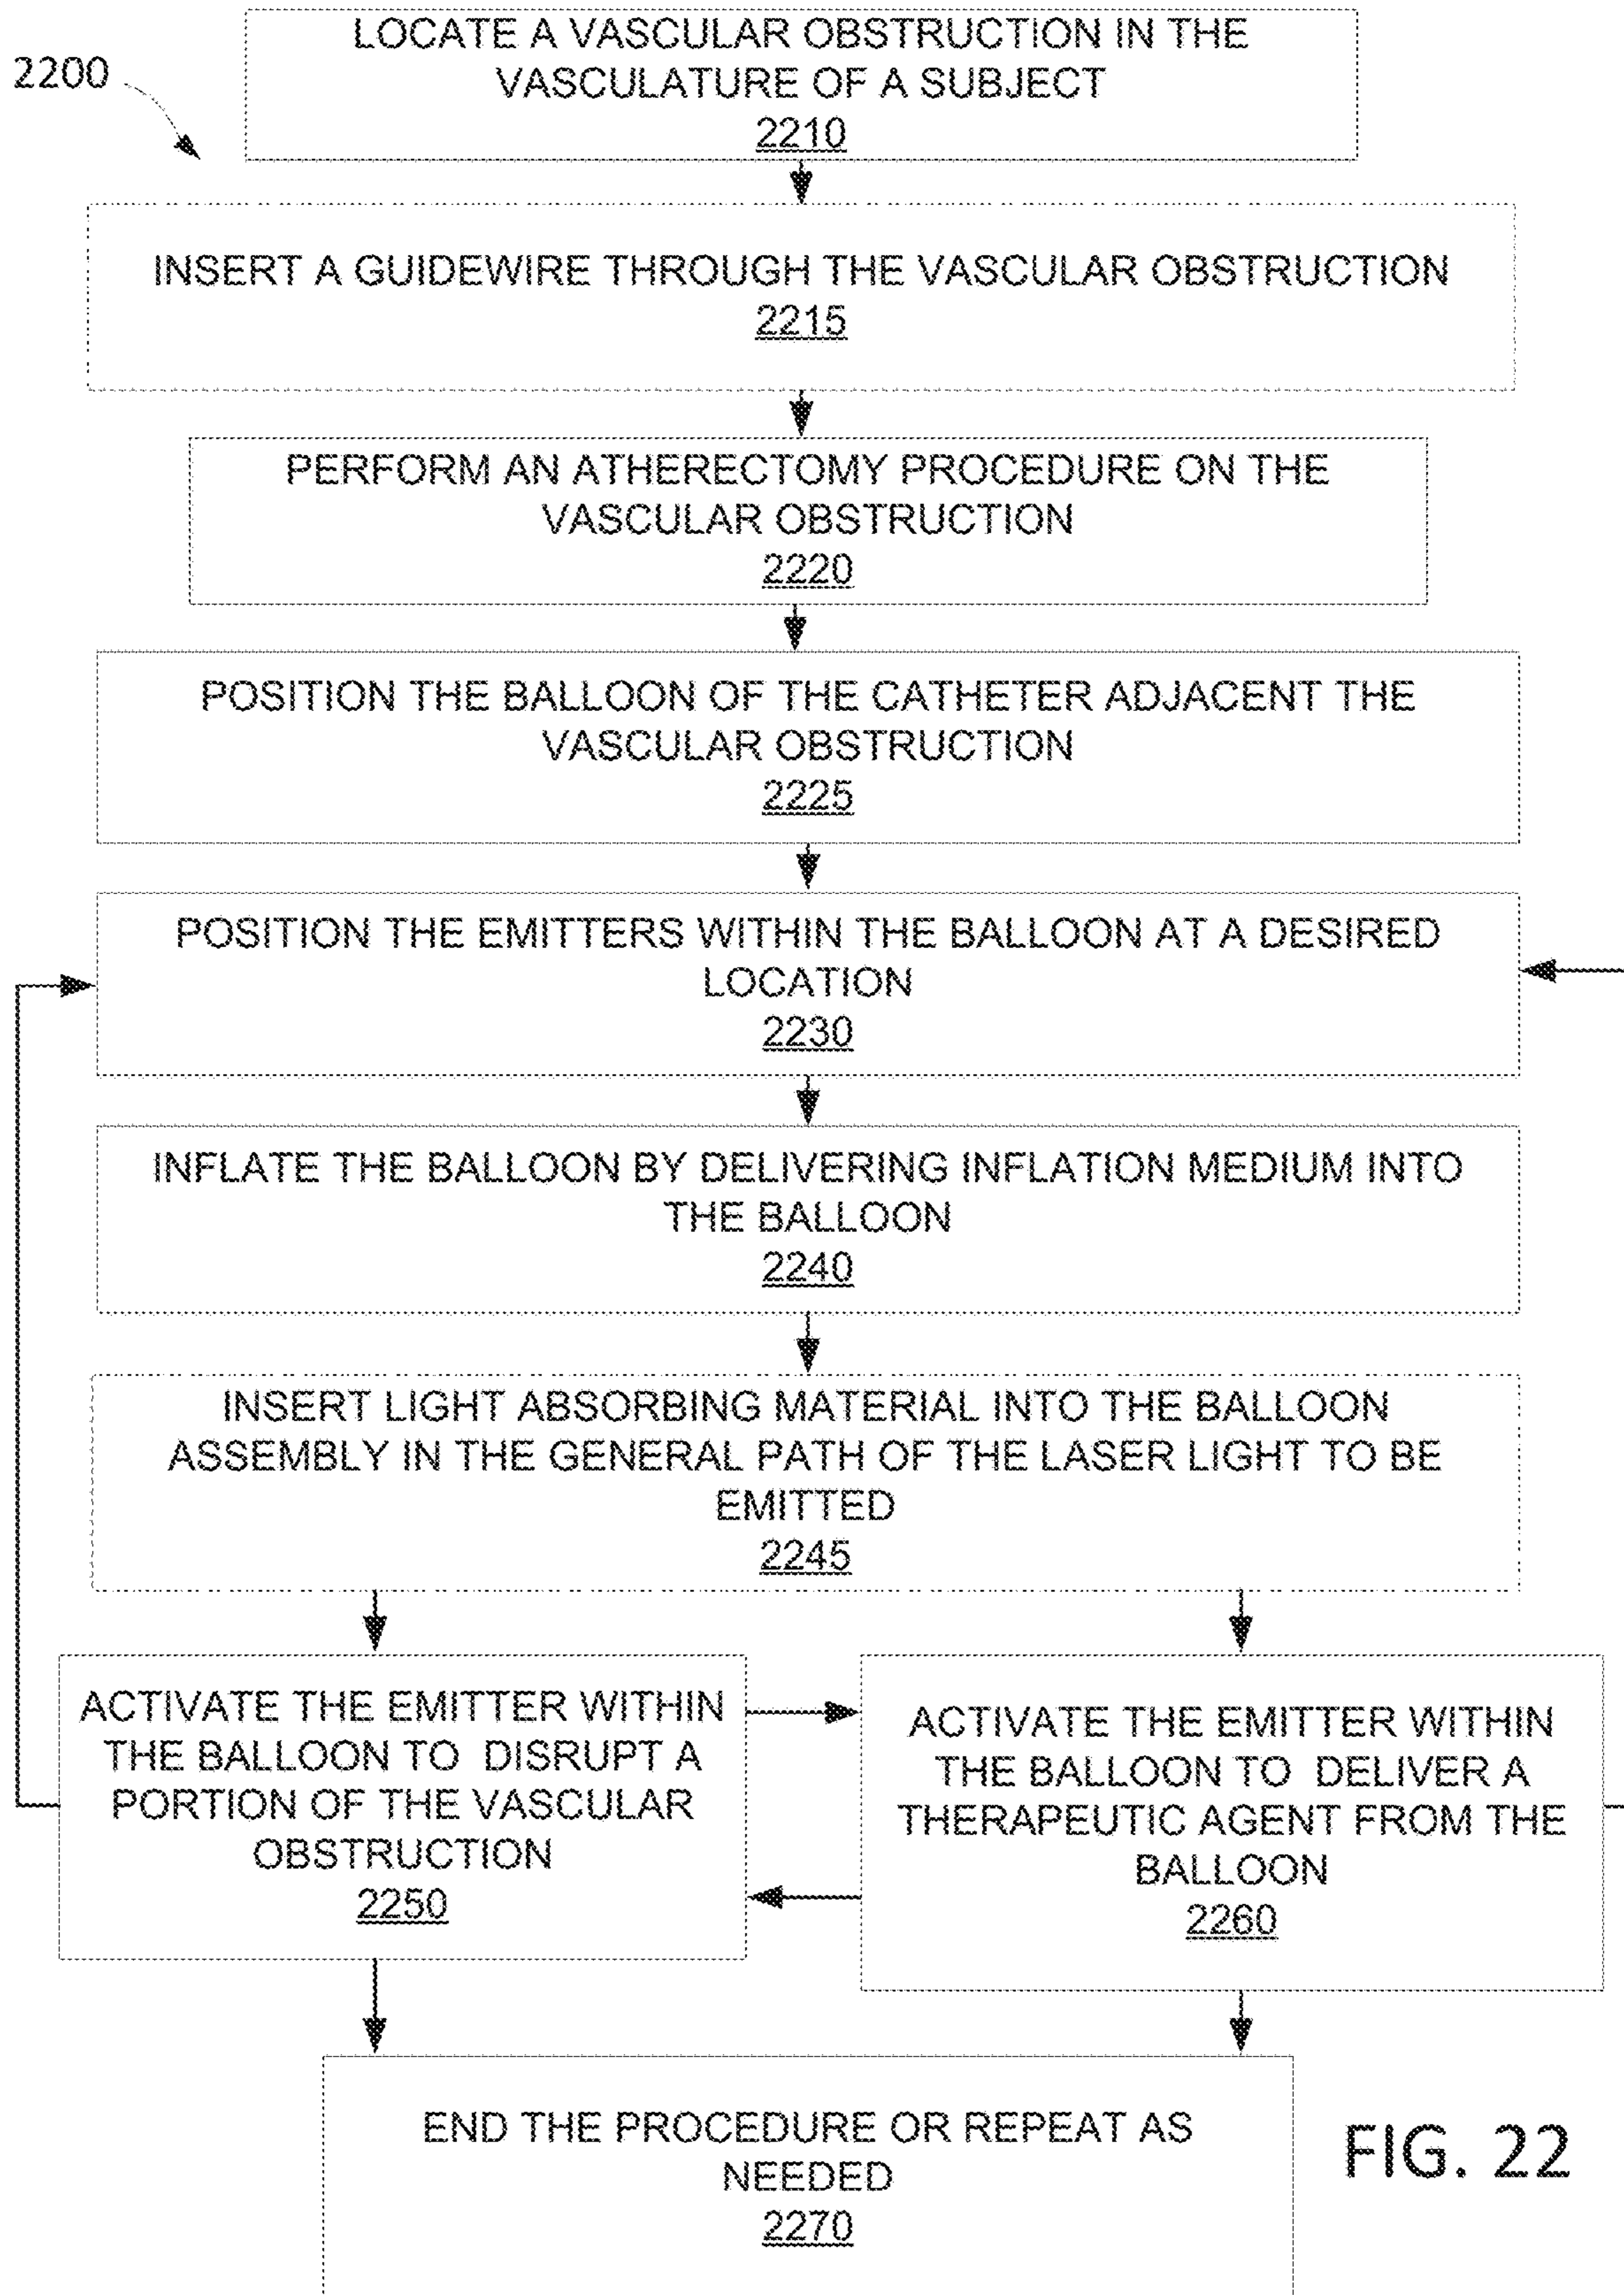 2200
LOCATE A VASCULAR OBSTRUCTION IN THE
VASCULATURE OF A SUBJECT
2210
INSERT A GUIDEWIRE THROUGH THE VASCULAR OBSTRUCTION
2215
PERFORM AN ATHERECTOMY PROCEDURE ON THE
VASCULAR OBSTRUCTION
2220
POSITION THE BALLOON OF THE CATHETER ADJACENT THE
VASCULAR OBSTRUCTION
2225
POSITION THE EMITTERS WITHIN THE BALLOON AT A DESIRED
LOCATION
2230
INFLATE THE BALLOON BY DELIVERING INFLATION MEDIUM INTO
THE BALLOON
2240
INSERT LIGHT ABSORBING MATERIAL INTO THE BALLOON
ASSEMBLY IN THE GENERAL PATH OF THE LASER LIGHT TO BE
EMITTED
2245
ACTIVATE THE EMITTER WITHIN
THE BALLOON TO DISRUPT A
PORTION OF THE VASCULAR
OBSTRUCTION
2250
ACTIVATE THE EMITTER WITHIN
THE BALLOON TO DELIVER A
THERAPEUTIC AGENT FROM THE
BALLOON
2260
END THE PROCEDURE OR REPEAT AS
NEEDED
2270
FIG. 22